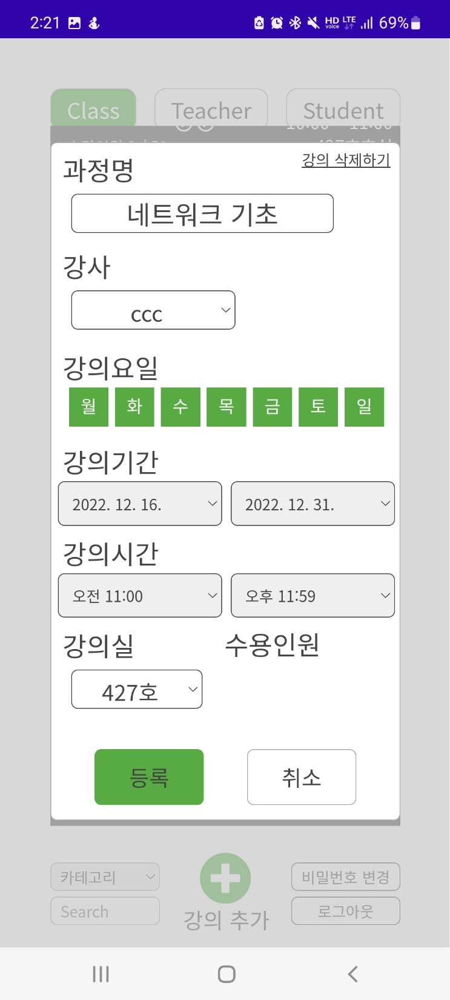 2:21 HD voice LTE 69%
Class Teacher Student
강의 삭제하기
과정명
네트워크 기초
강사
ccc
강의요일
월 화 수 목 금 토 일
강의기간
2022. 12. 16. 2022. 12. 31.
강의시간
오전 11:00 오후 11:59
강의실 수용인원
427호
등록 취소
카테고리 비밀번호 변경
Search 로그아웃
강의 추가